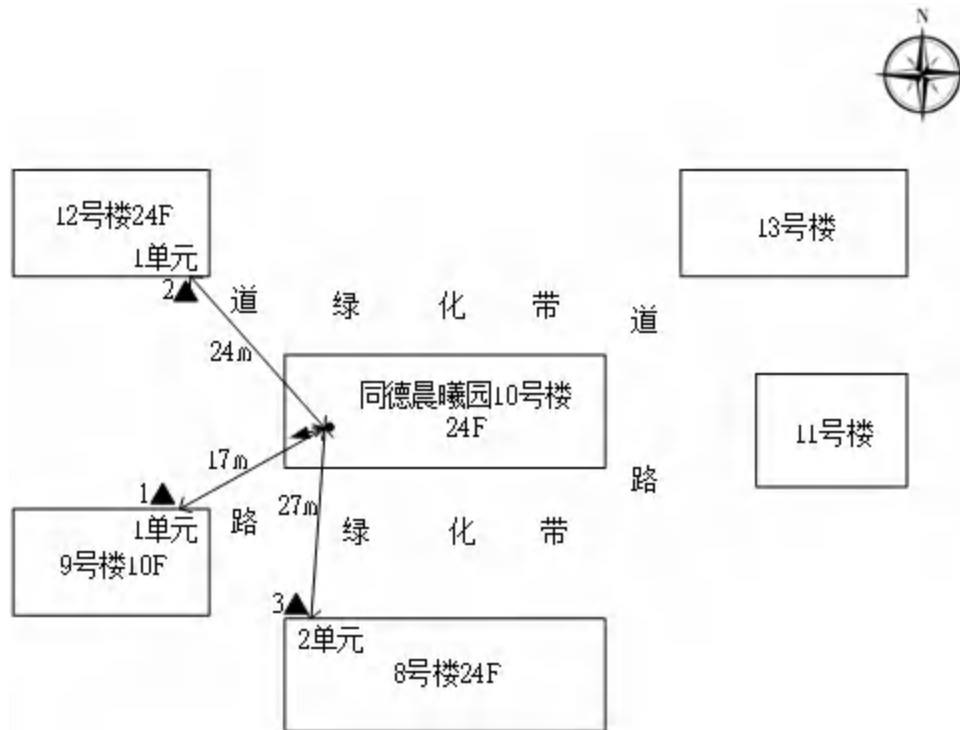 N
12号楼24F
1单元
13号楼
2
道 绿 化 带 道
24m
同德晨曦园10号楼
24F
11号楼
17m
27m
路
1
1单元
路 绿 化 带
9号楼10F
3
2单元
8号楼24F